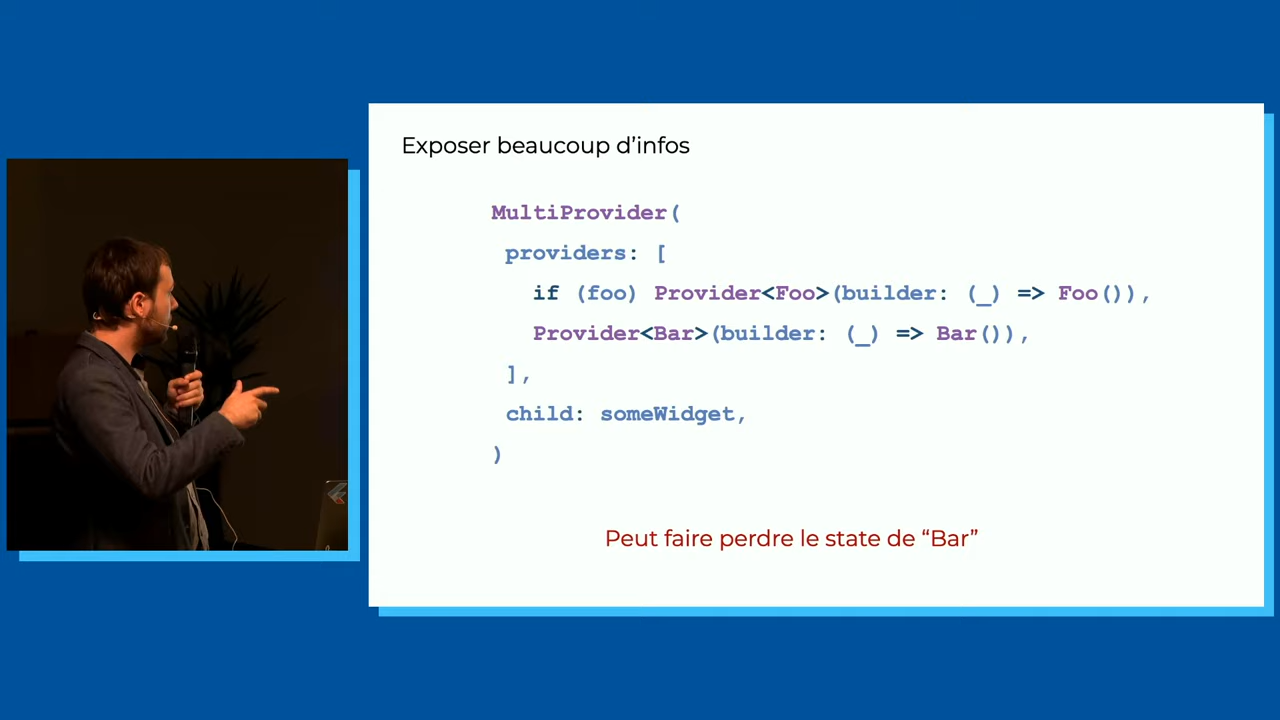 Exposer beaucoup d’infos
MultiProvider(
providers: [
if (foo) Provider<Foo>(builder: (_) => Foo()),
Provider<Bar>(builder: (_) => Bar()),
],
child: someWidget,
)
Peut faire perdre le state de “Bar”